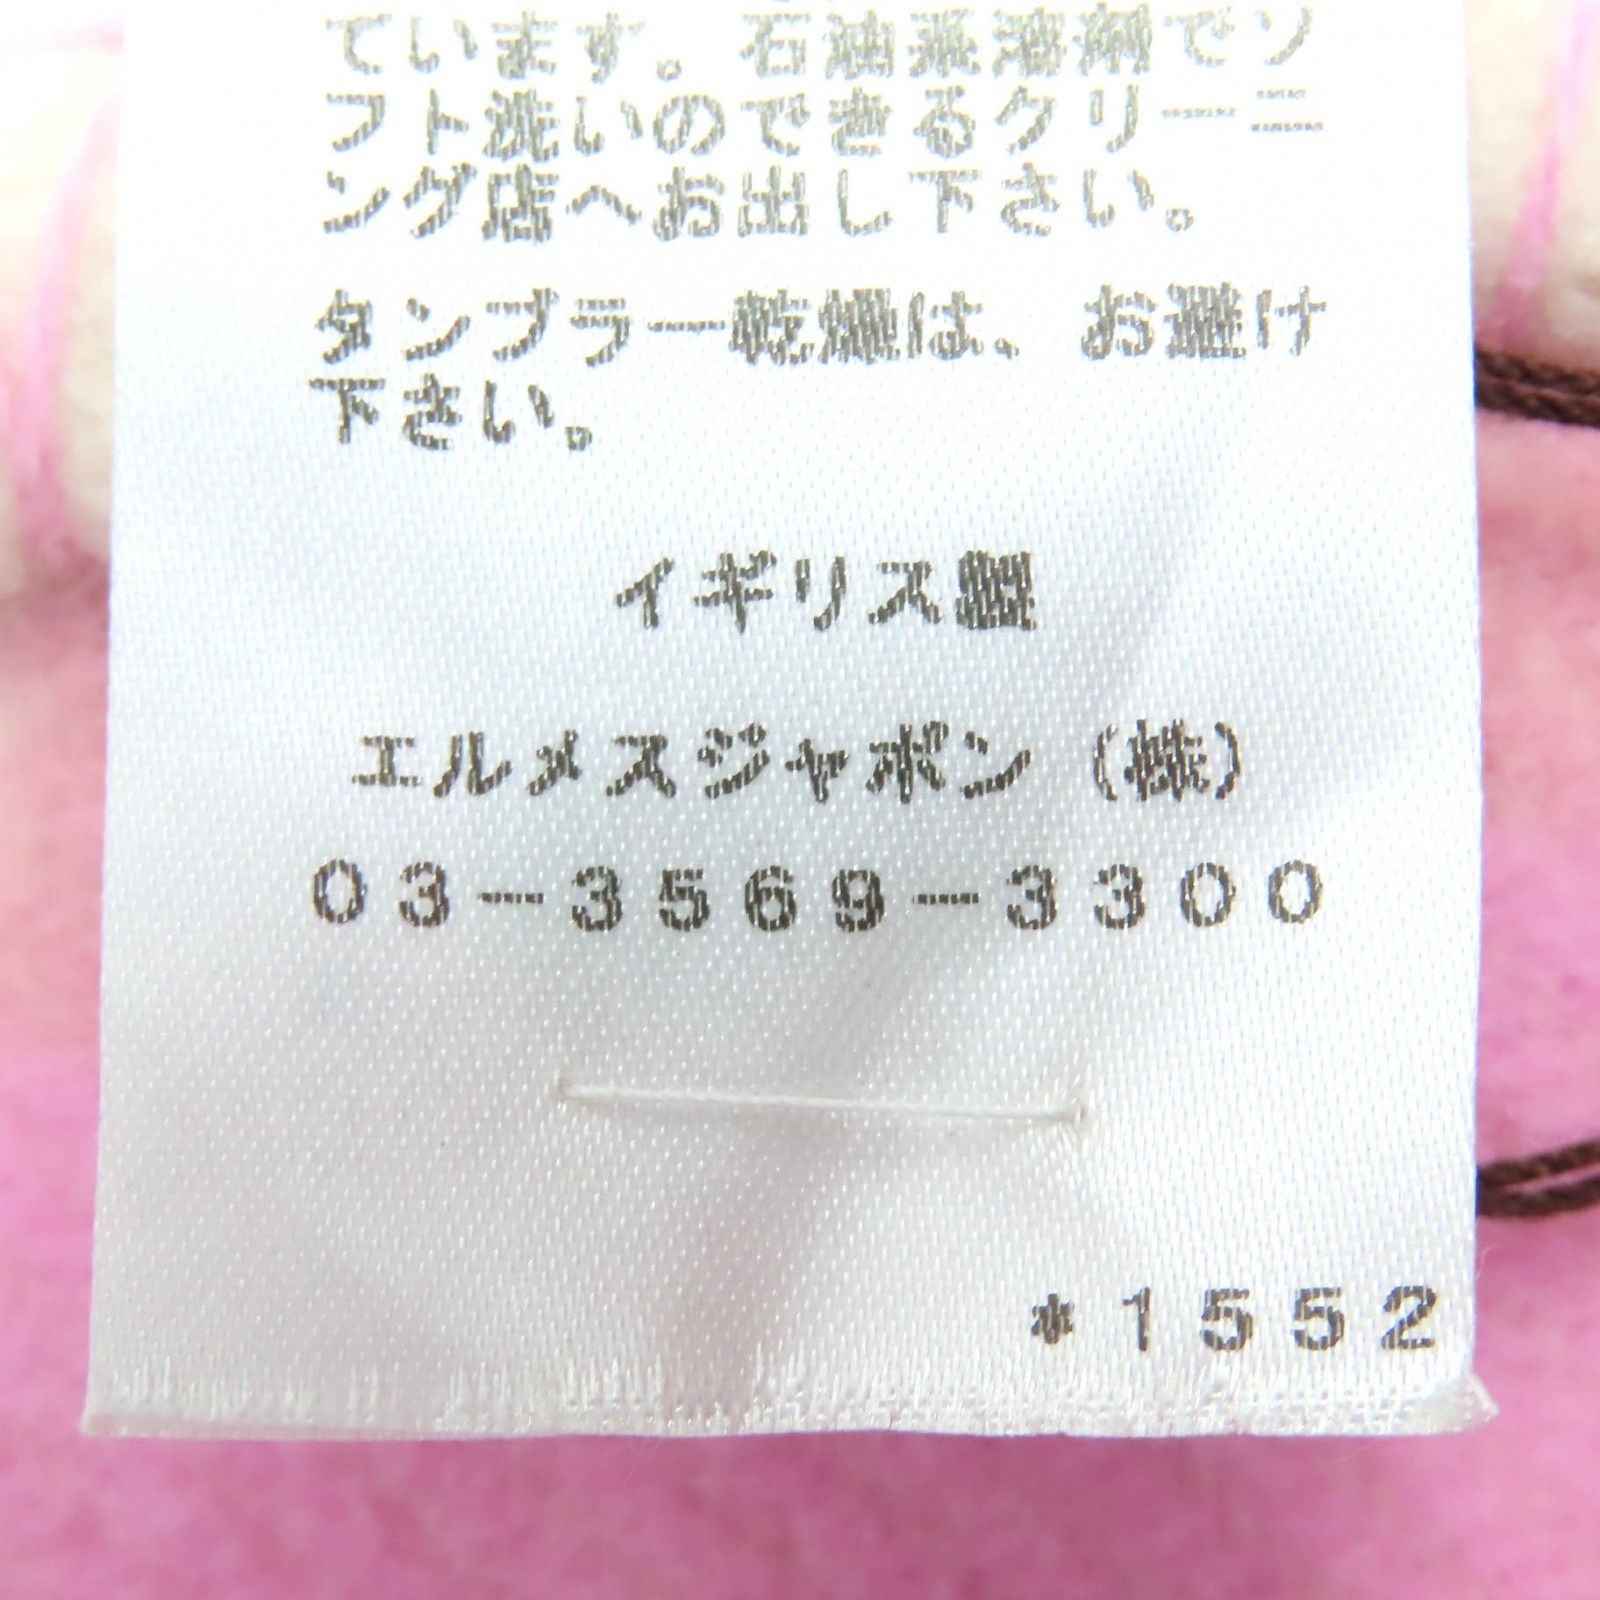 ています。石油系溶剤でソ
フト洗いのできるクリーニ
ング店へお出し下さい。
タンブラー乾燥は、お避け
下さい。
イギリス製
エルメスジャポン（株）
03-3569-3300
*1552